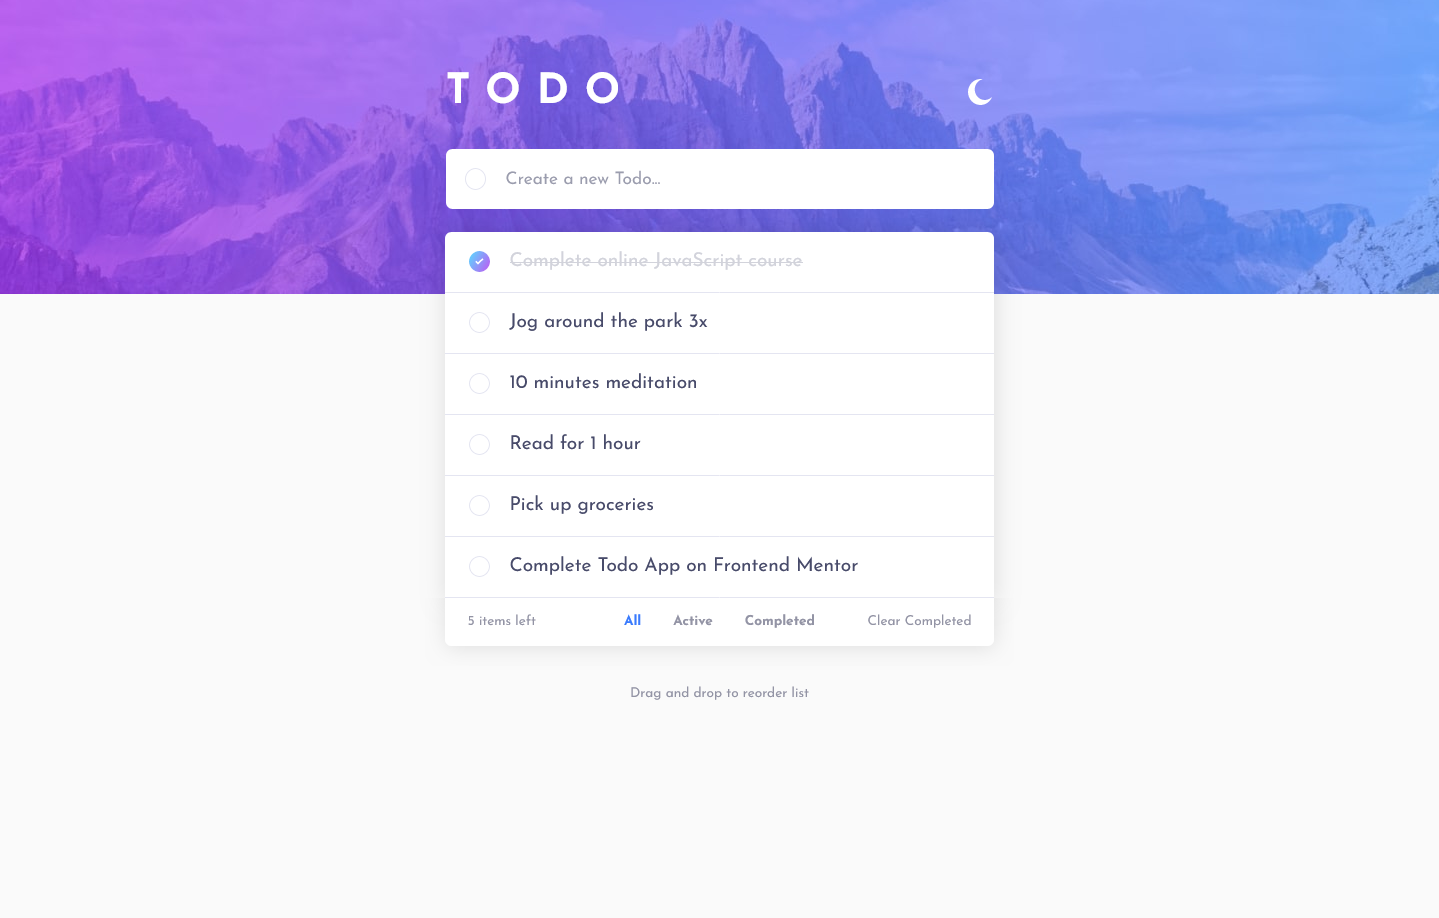 TODO
Create a new Todo...
Complete online JavaScript course
Jog around the park 3x
10 minutes meditation
Read for 1 hour
Pick up groceries
Complete Todo App on Frontend Mentor
5 items left All Active Completed Clear Completed
Drag and drop to reorder list